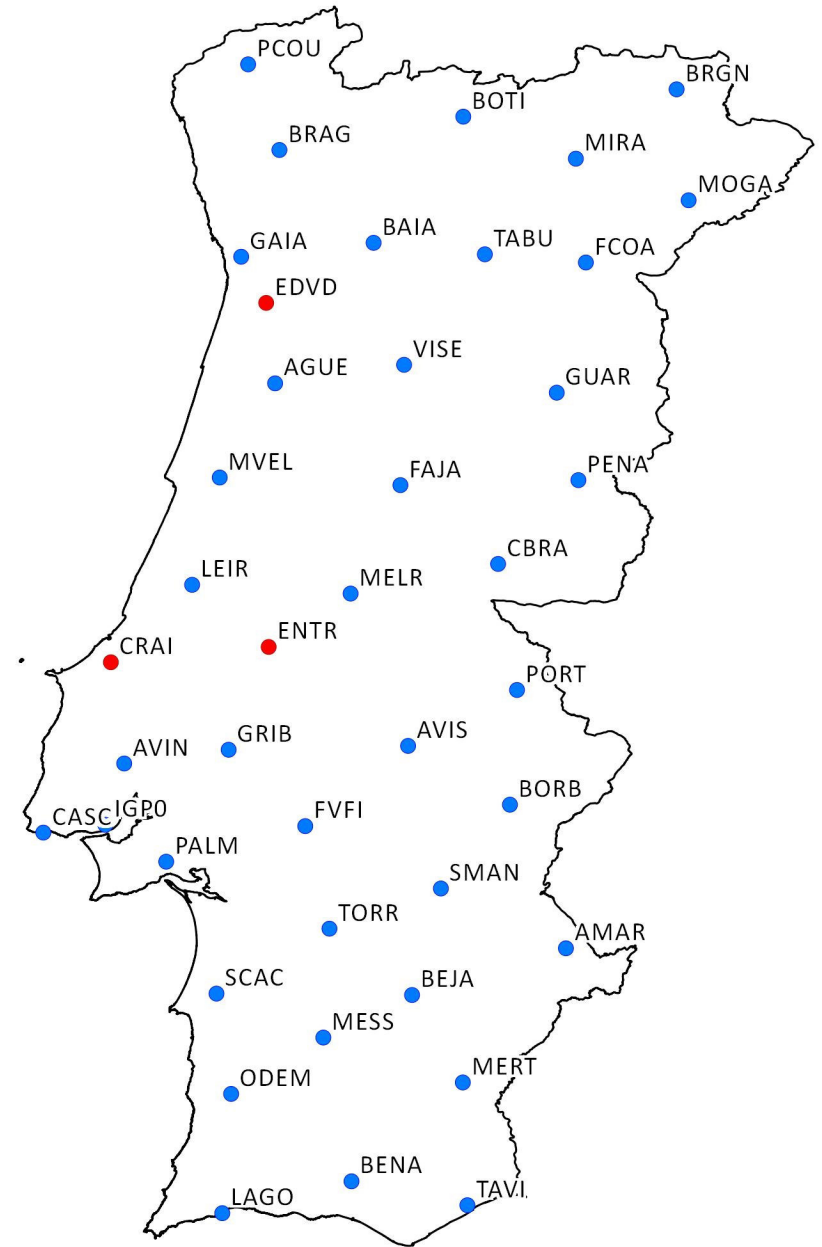 PCOU
BRGN
BOTI
BRAG
MIRA
MOGA
BAIA
GAIA
TABU
FCOA
EDVD
VISE
AGUE
GUAR
MVEL
FAJA
PENA
CBRA
LEIR
MELR
ENTR
CRAI
PORT
GRIB
AVIS
AVIN
BORB
CASC
IGP0
FVFI
PALM
SMAN
TORR
AMAR
SCAC
BEJA
MESS
MERT
ODEM
BENA
TAVI
LAGO